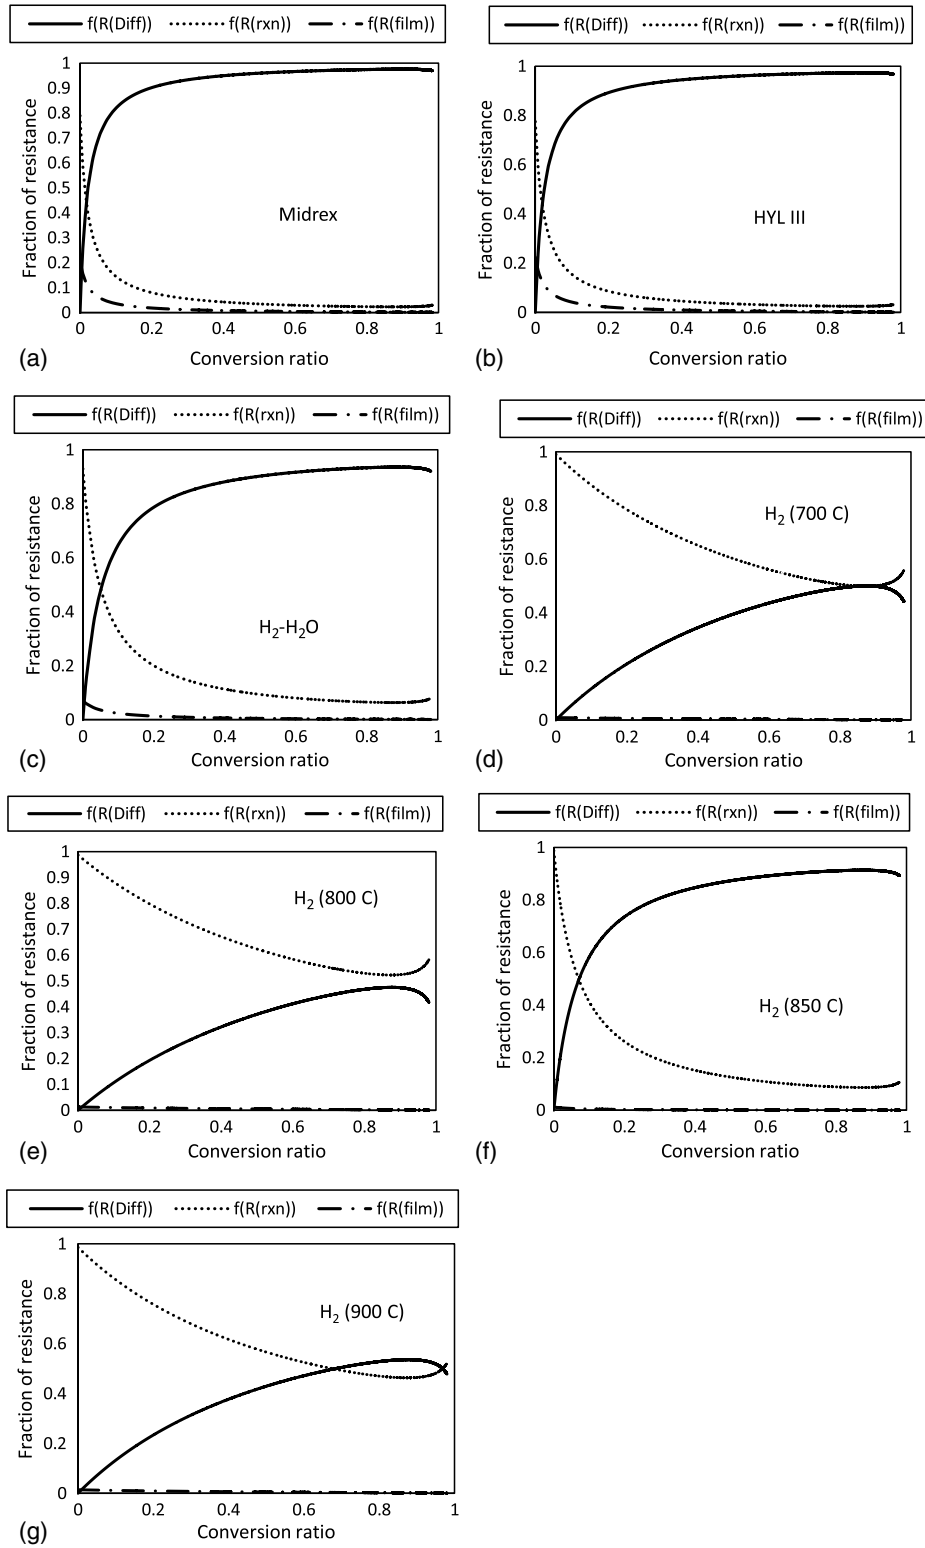 f(R(Diff)) f(R(rxn)) f(R(film))
1
0.9
0.8
0.7
0.6
0.5
0.4
0.3
0.2
0.1
0
Fraction of resistance
Midrex
0 0.2 0.4 0.6 0.8 1
Conversion ratio
(a)
f(R(Diff)) f(R(rxn)) f(R(film))
1
0.8
0.6
0.4
0.2
0
Fraction of resistance
HYL III
0 0.2 0.4 0.6 0.8 1
Conversion ratio
(b)
f(R(Diff)) f(R(rxn)) f(R(film))
1
0.8
0.6
0.4
0.2
0
Fraction of resistance
H2-H2O
0 0.2 0.4 0.6 0.8 1
Conversion ratio
(c)
f(R(Diff)) f(R(rxn)) f(R(film))
1
0.8
0.6
0.4
0.2
0
Fraction of resistance
H2 (700 C)
0 0.2 0.4 0.6 0.8 1
Conversion ratio
(d)
f(R(Diff) f(R(rxn)) f(R(film))
1
0.9
0.8
0.7
0.6
0.5
0.4
0.3
0.2
0.1
0
Fraction of resistance
H2 (800 C)
0 0.2 0.4 0.6 0.8 1
Conversion ratio
(e)
f(R(Diff)) f(R(rxn)) f(R(film))
1
0.8
0.6
0.4
0.2
0
Fraction of resistance
H2 (850 C)
0 0.2 0.4 0.6 0.8 1
Conversion ratio
(f)
f(R(Diff)) f(R(rxn)) f(R(film))
1
0.8
0.6
0.4
0.2
0
Fraction of resistance
H2 (900 C)
0 0.2 0.4 0.6 0.8 1
Conversion ratio
(g)